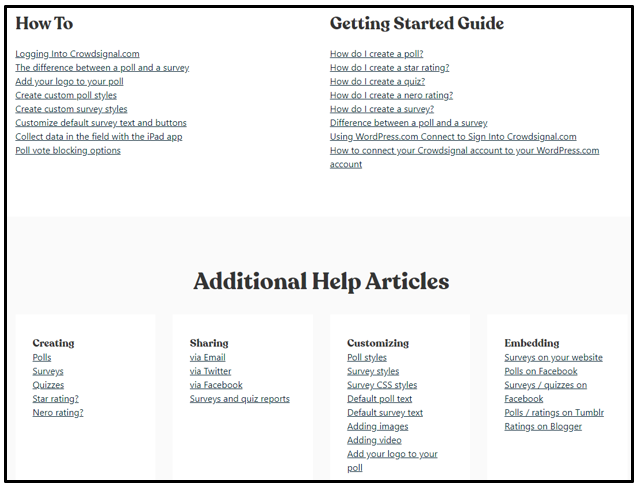 How To
Logging Into Crowdsignal.com
The difference between a poll and a survey
Add your logo to your poll
Create custom poll styles
Create custom survey styles
Customize default survey text and buttons
Collect data in the field with the iPad app
Poll vote blocking options
Getting Started Guide
How do I create a poll?
How do I create a star rating?
How do I create a quiz?
How do I create a nero rating?
How do I create a survey?
Difference between a poll and a survey
Using WordPress.com Connect to Sign Into Crowdsignal.com
How to connect your Crowdsignal account to your WordPress.com
account
Additional Help Articles
Creating
Polls
Surveys
Quizzes
Star rating?
Nero rating?
Sharing
via Email
via Twitter
via Facebook
Surveys and quiz reports
Customizing
Poll styles
Survey styles
Survey CSS styles
Default poll text
Default survey text
Adding images
Adding video
Add your logo to your
poll
Embedding
Surveys on your website
Polls on Facebook
Surveys / quizzes on
Facebook
Polls / ratings on Tumblr
Ratings on Blogger